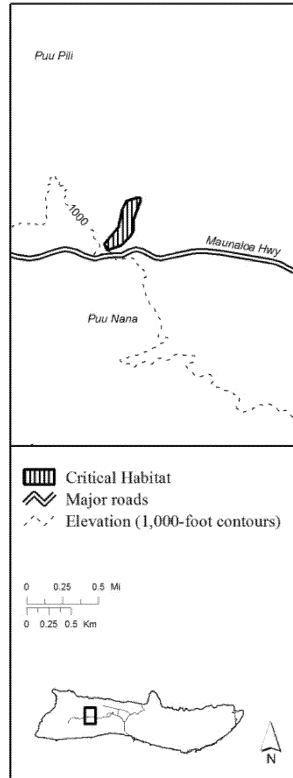 Puu Pili
1000
Maunaloa Hwy
Puu Nana
Critical Habitat
Major roads
Elevation (1,000-foot contours)
0 0.25 0.5 Mi
0 0.25 0.5 Km
N